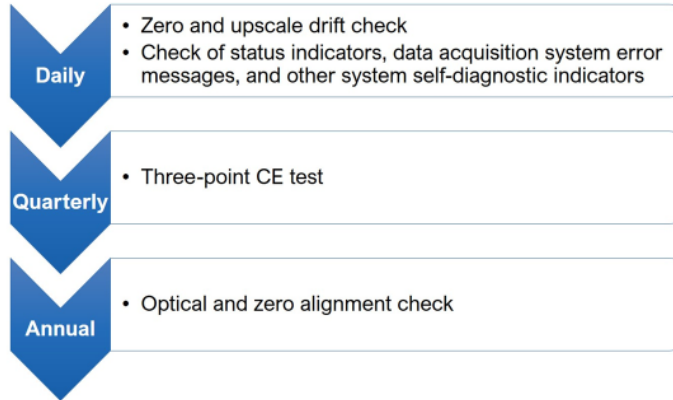 Daily
• Zero and upscale drift check
• Check of status indicators, data acquisition system error
messages, and other system self-diagnostic indicators
Quarterly
• Three-point CE test
Annual
• Optical and zero alignment check